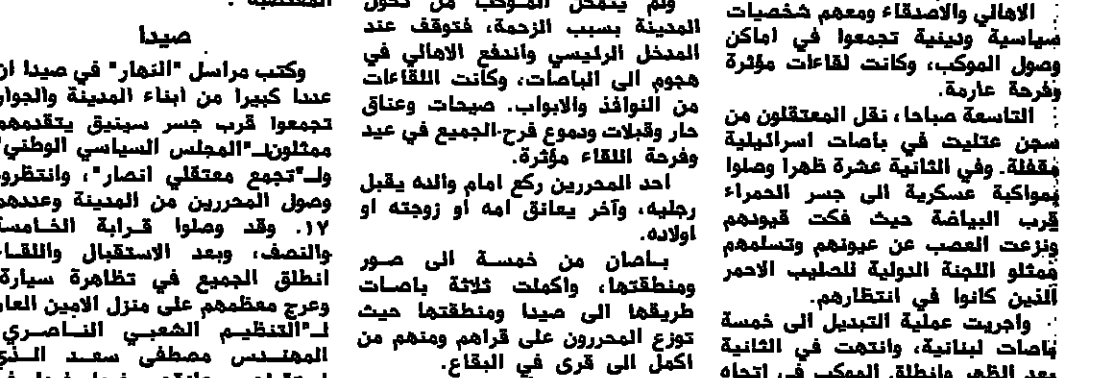 الاهالي والاصدقاء ومعهم شخصيات
سياسية ودينية تجمعوا في اماكن
وصول الموكب، وكانت لقاءات مؤثرة
وفرحة عارمة.
التاسعة صباحا، نقل المعتقلون من
سجن عتليت في باصات اسرائيلية
مقفلة. وفي الثانية عشرة ظهرا وصلوا
بمواكبة عسكرية الى جسر الحمراء
قرب البياضة حيث فكت قيودهم
ونزعت العصب عن عيونهم وتسلمهم
ممثلو اللجنة الدولية للصليب الاحمر
الذين كانوا في انتظارهم.
واجريت عملية التبديل الى خمسة
باصات لبنانية، وانتهت في الثانية
بعد الظهر وانطلق الموكب في اتجاه
ولم يتمكن الموكب من دخول
المدينة بسبب الزحمة، فتوقف عند
المدخل الرئيسي واندفع الاهالي في
هجوم الى الباصات، وكانت اللقاءات
من النوافذ والابواب. صيحات وعناق
حار وقبلات ودموع فرح الجميع في عيد
وفرحة اللقاء مؤثرة.
احد المحررين ركع امام والده يقبل
رجليه، وآخر يعانق امه أو زوجته او
اولاده.
باصان من خمسة الى صور
ومنطقتها، واكملت ثلاثة باصات
طريقها الى صيدا ومنطقتها حيث
توزع المحررون على قراهم ومنهم من
اكمل الى قرى في البقاع.
المغتصبة".
صيدا
وكتب مراسل "النهار" في صيدا ان
عددا كبيرا من ابناء المدينة والجوار
تجمعوا قرب جسر سينيق يتقدمهم
ممثلون لـ"المجلس السياسي الوطني"
ولـ"تجمع معتقلي انصار"، وانتظروا
وصول المحررين من المدينة وعددهم
١٧. وقد وصلوا قرابة الخامسة
والنصف، وبعد الاستقبال واللقاء
انطلق الجميع في تظاهرة سيارة
وعرج معظمهم على منزل الامين العام
لـ"التنظيم الشعبي الناصري"
المهندس مصطفى سعد الذي